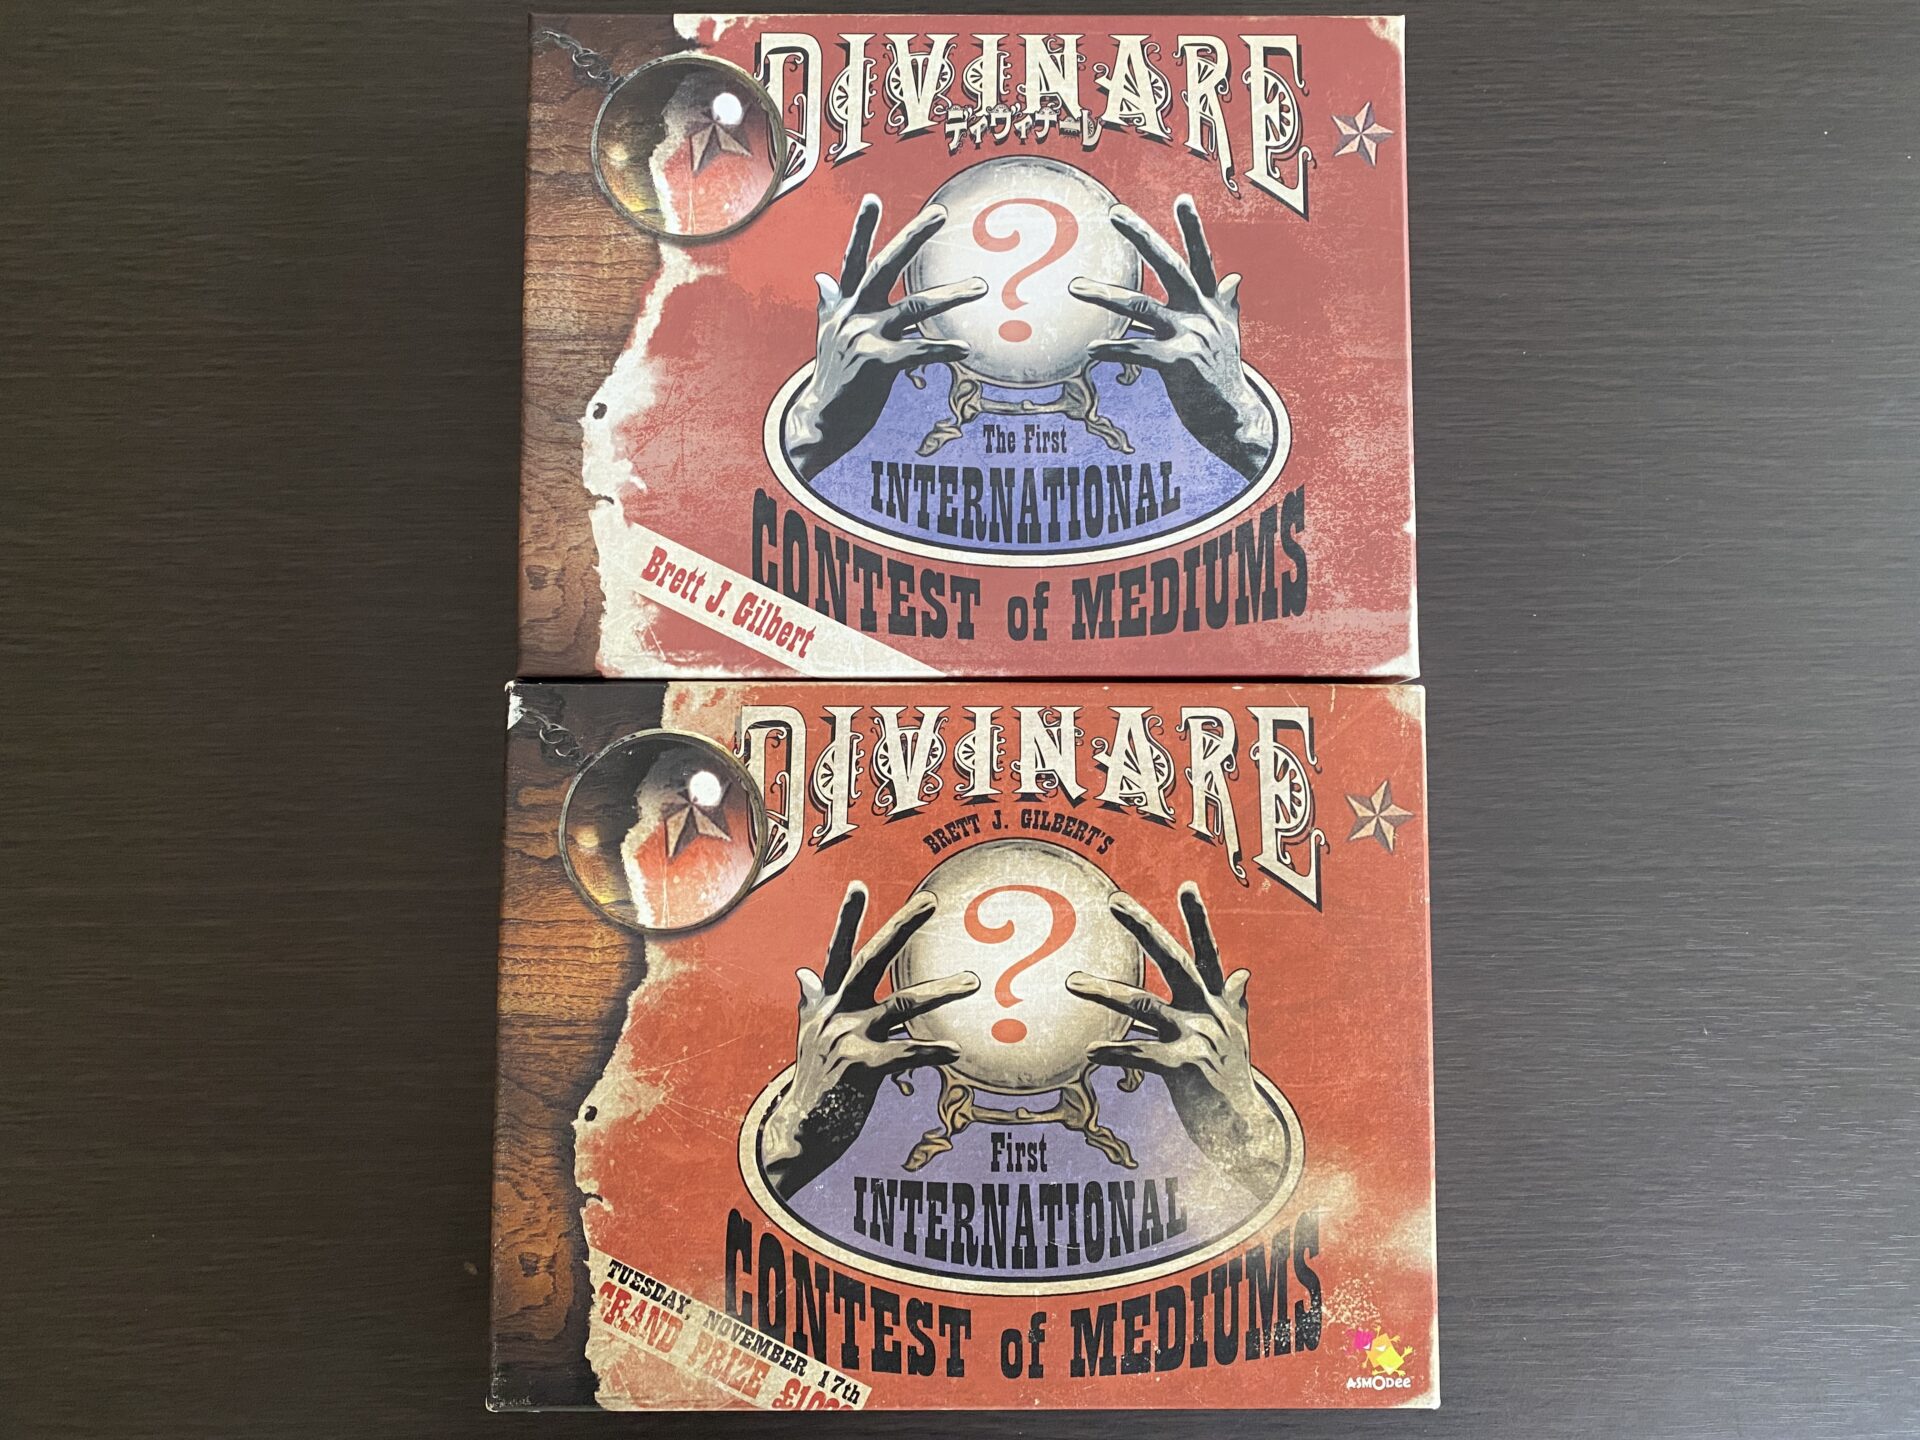 DIVINARE
ディヴィナーレ
?
The First
INTERNATIONAL
CONTEST of MEDIUMS
Brett J. Gilbert
DIVINARE
BRETT J. GILBERT'S
?
First
INTERNATIONAL
CONTEST of MEDIUMS
TUESDAY, NOVEMBER 17th
GRAND PRIZE
ASMODee